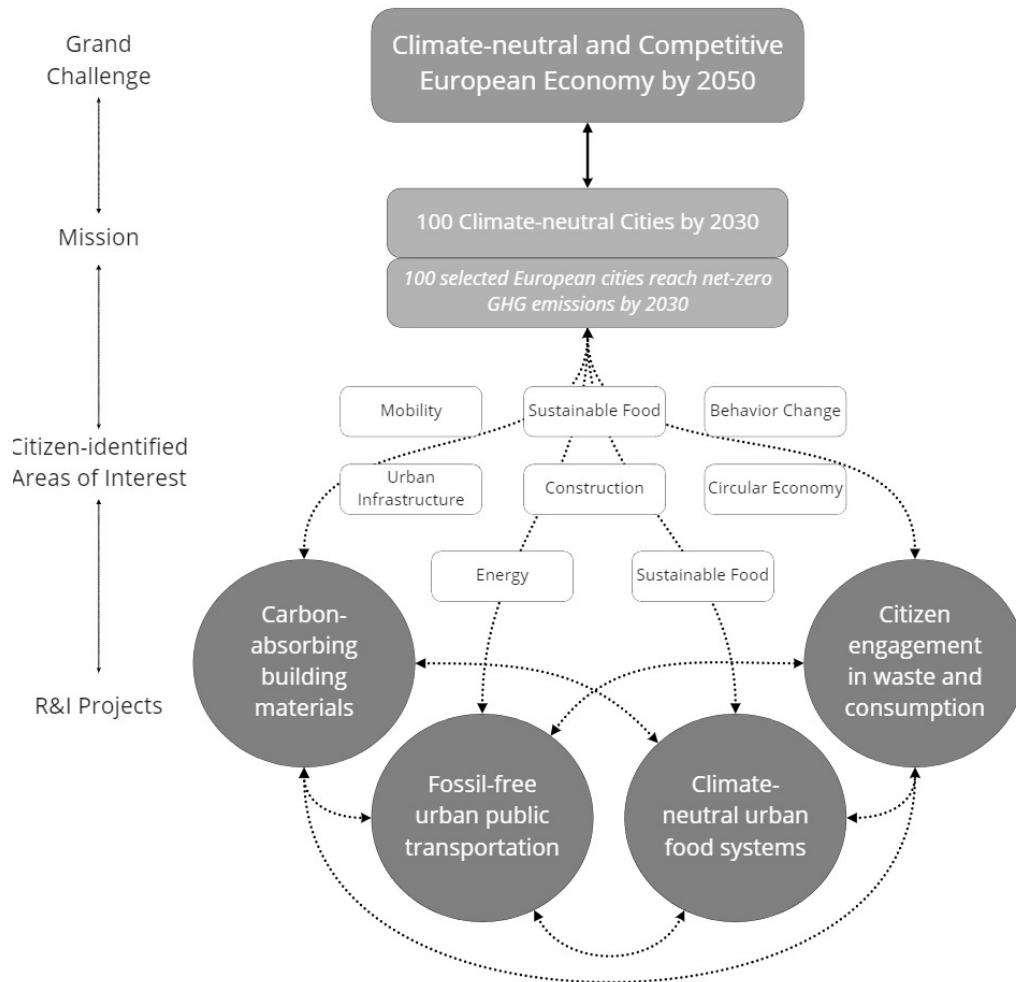 Grand
Challenge
Climate-neutral and Competitive
European Economy by 2050
Mission
100 Climate-neutral Cities by 2030
100 selected European cities reach net-zero
GHG emissions by 2030
Citizen-identified
Areas of Interest
Mobility
Sustainable Food
Behavior Change
Urban
Infrastructure
Construction
Circular Economy
Energy
Sustainable Food
R&I Projects
Carbon-
absorbing
building
materials
Fossil-free
urban public
transportation
Climate-
neutral urban
food systems
Citizen
engagement
in waste and
consumption